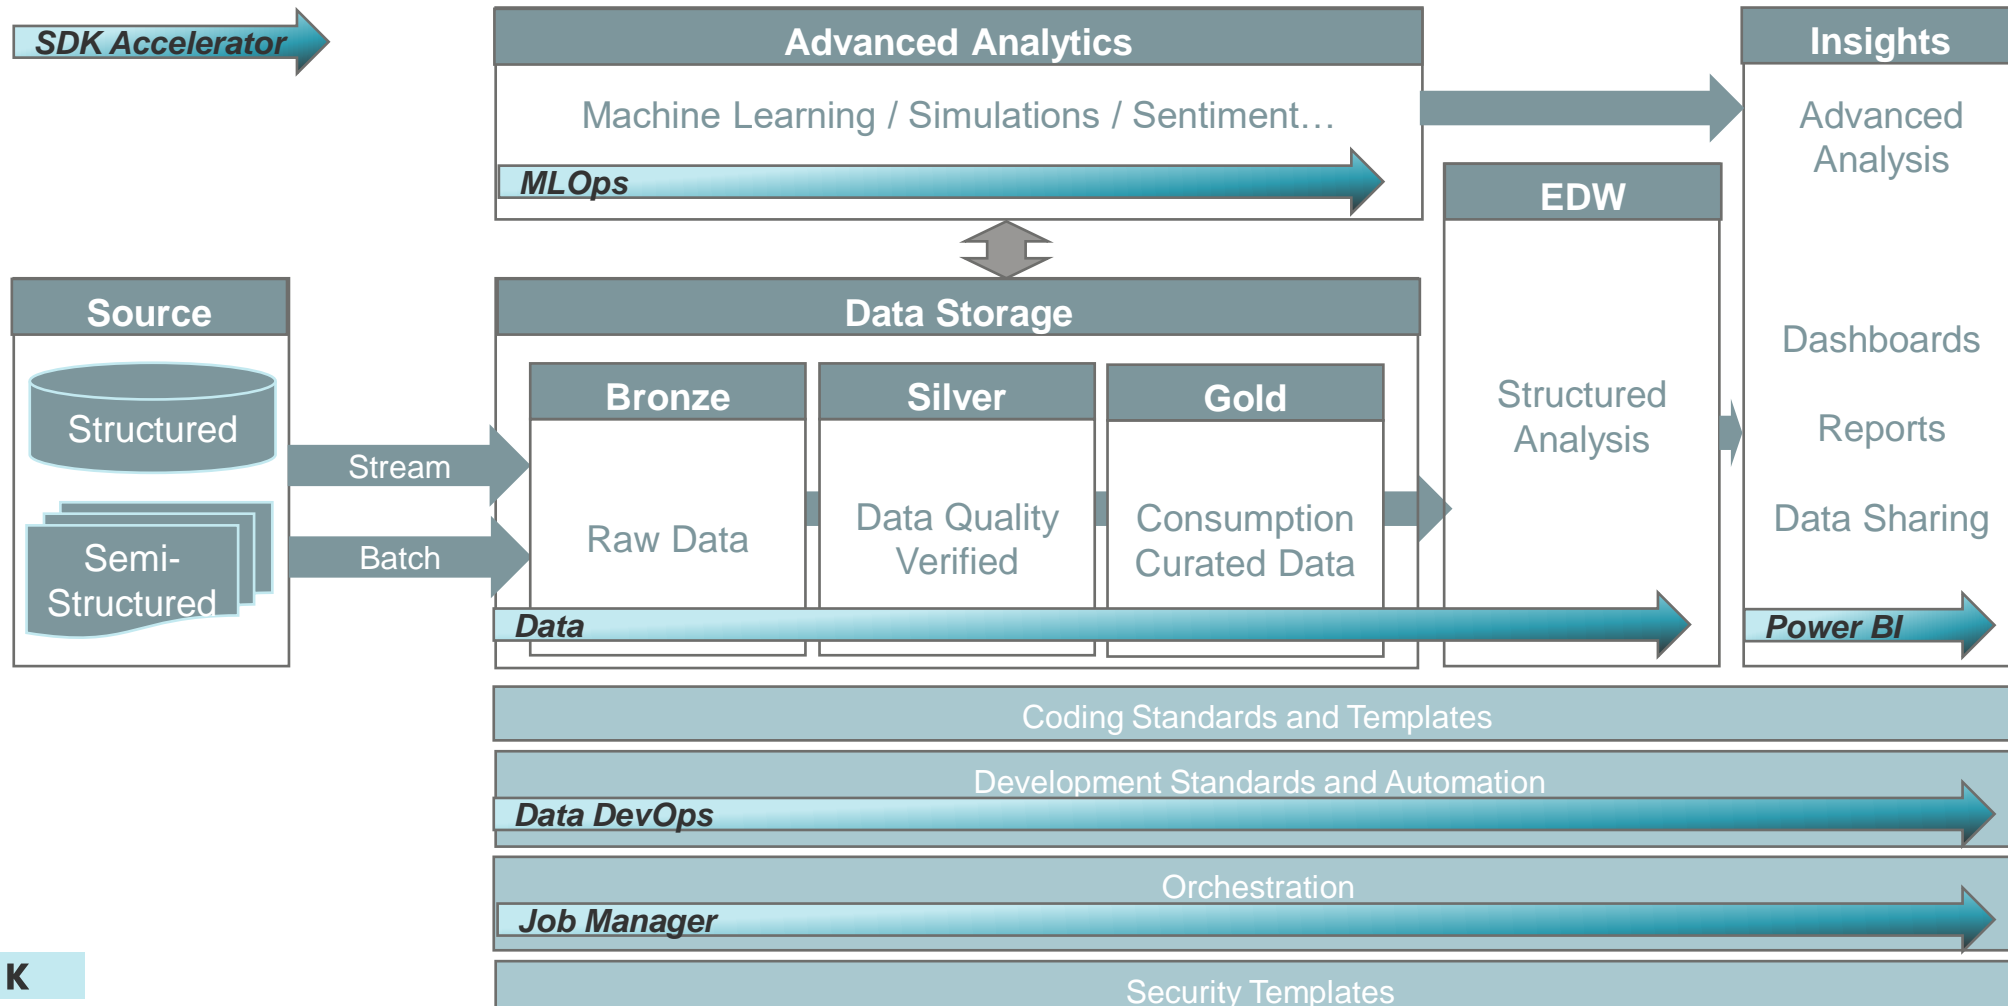 SDK Accelerator
Advanced Analytics
Machine Learning / Simulations / Sentiment…
MLOps
Insights
Advanced
Analysis
Dashboards
Reports
Data Sharing
Power BI
EDW
Structured
Analysis
Source
Structured
Semi-
Structured
Stream
Batch
Data Storage
Bronze
Raw Data
Silver
Data Quality
Verified
Gold
Consumption
Curated Data
Data
Coding Standards and Templates
Development Standards and Automation
Data DevOps
Orchestration
Job Manager
Security Templates
K